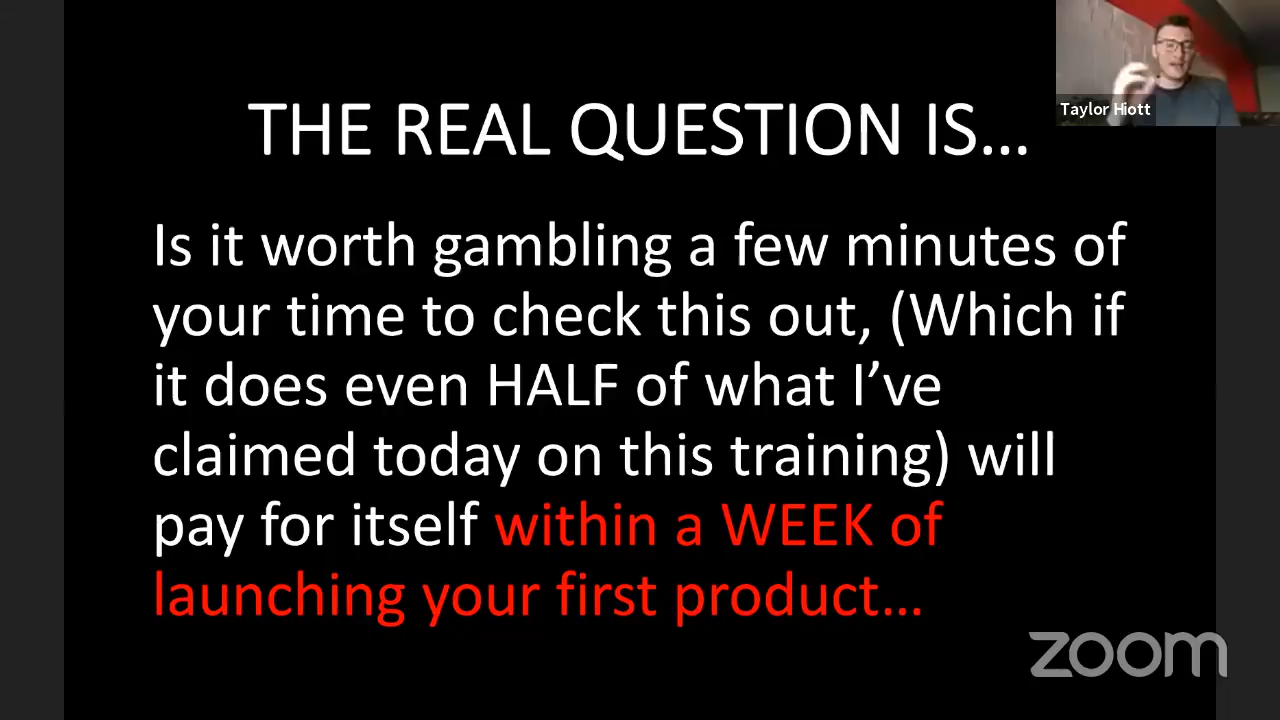 THE REAL QUESTION IS…
Taylor Hiott
Is it worth gambling a few minutes of
your time to check this out, (Which if
it does even HALF of what I’ve
claimed today on this training) will
pay for itself within a WEEK of
launching your first product…
zoom